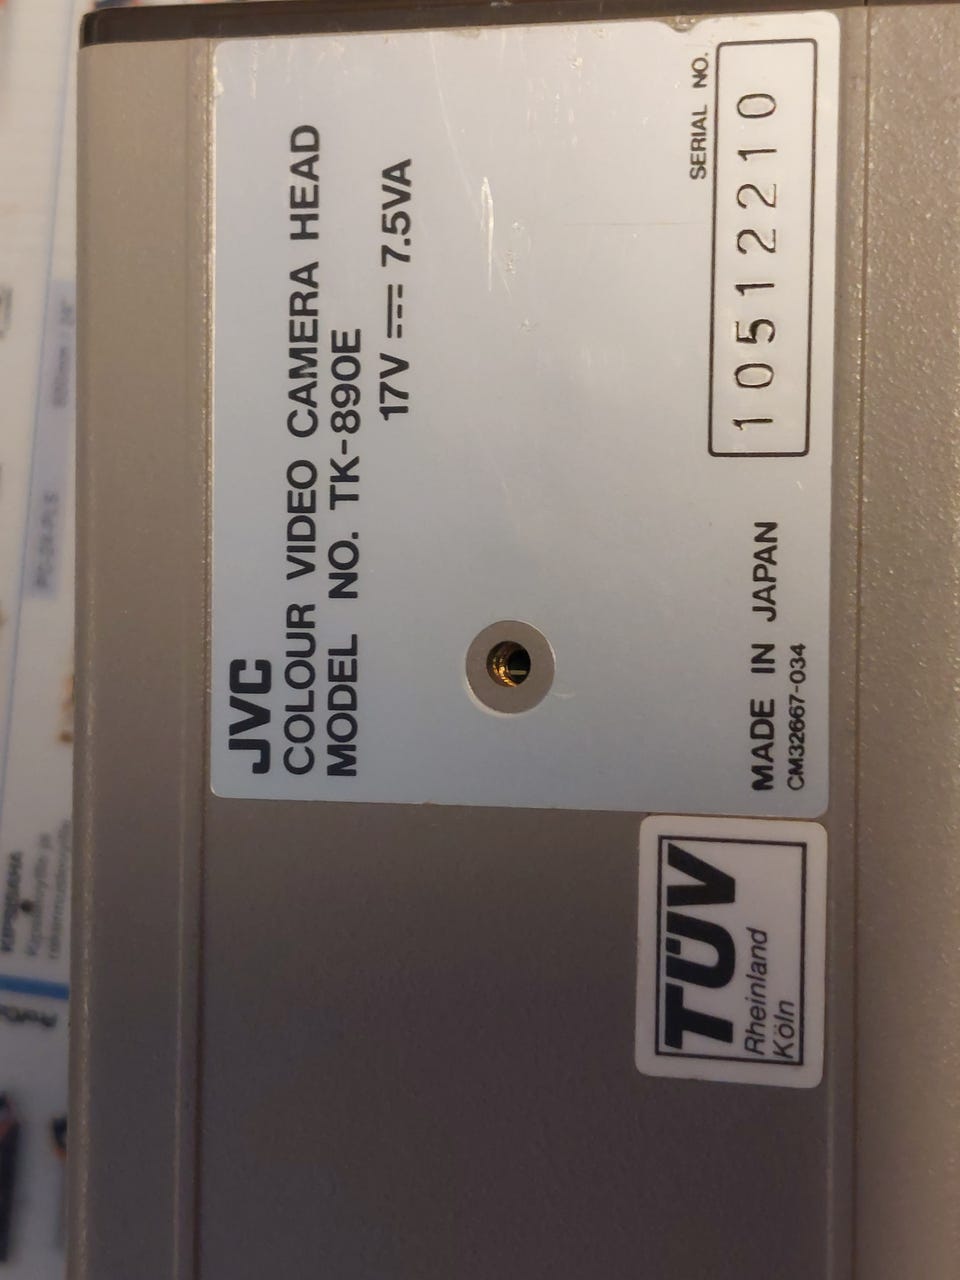 JVC
COLOUR VIDEO CAMERA HEAD
MODEL NO. TK-890E
17V ⎓ 7.5VA
SERIAL NO.
10512210
MADE IN JAPAN
CM32667-034
TÜV
Rheinland
Köln